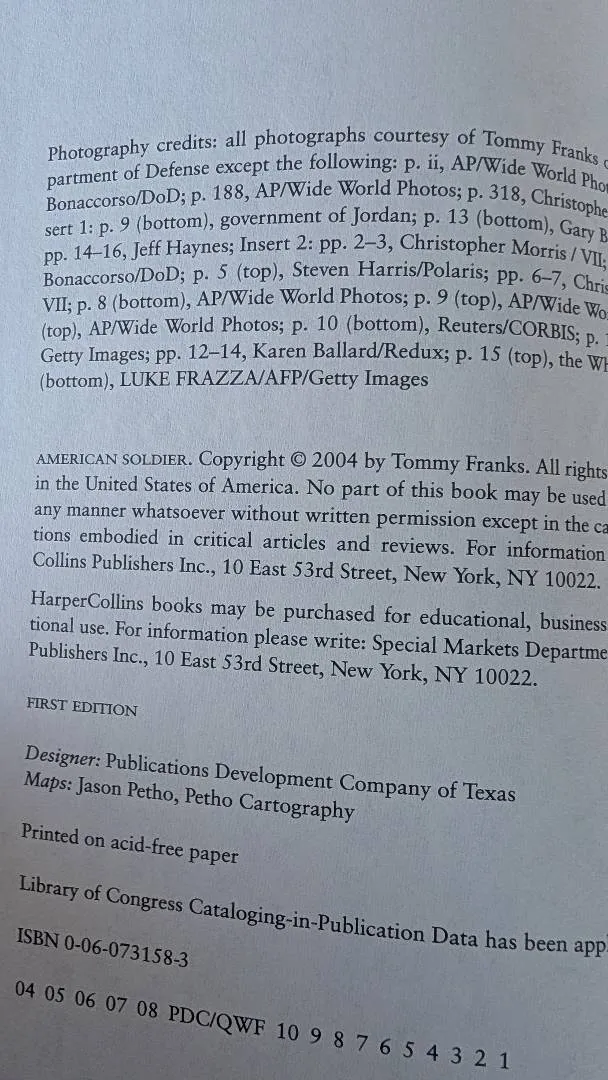 Photography credits: all photographs courtesy of Tommy Franks
partment of Defense except the following: p. ii, AP/Wide World Pho
Bonaccorso/DoD; p. 188, AP/Wide World Photos; p. 318, Christophe
sert 1: p. 9 (bottom), government of Jordan; p. 13 (bottom), Gary B
pp. 14–16, Jeff Haynes; Insert 2: pp. 2–3, Christopher Morris / VII;
Bonaccorso/DoD; p. 5 (top), Steven Harris/Polaris; pp. 6–7, Chris
VII; p. 8 (bottom), AP/Wide World Photos; p. 9 (top), AP/Wide Wo
(top), AP/Wide World Photos; p. 10 (bottom), Reuters/CORBIS; p. 1
Getty Images; pp. 12–14, Karen Ballard/Redux; p. 15 (top), the Wh
(bottom), LUKE FRAZZA/AFP/Getty Images
AMERICAN SOLDIER. Copyright © 2004 by Tommy Franks. All rights
in the United States of America. No part of this book may be used
any manner whatsoever without written permission except in the ca
tions embodied in critical articles and reviews. For information
Collins Publishers Inc., 10 East 53rd Street, New York, NY 10022.
HarperCollins books may be purchased for educational, business
tional use. For information please write: Special Markets Departme
Publishers Inc., 10 East 53rd Street, New York, NY 10022.
FIRST EDITION
Designer: Publications Development Company of Texas
Maps: Jason Petho, Petho Cartography
Printed on acid-free paper
Library of Congress Cataloging-in-Publication Data has been app
ISBN 0-06-073158-3
04 05 06 07 08 PDC/QWF 10 9 8 7 6 5 4 3 2 1